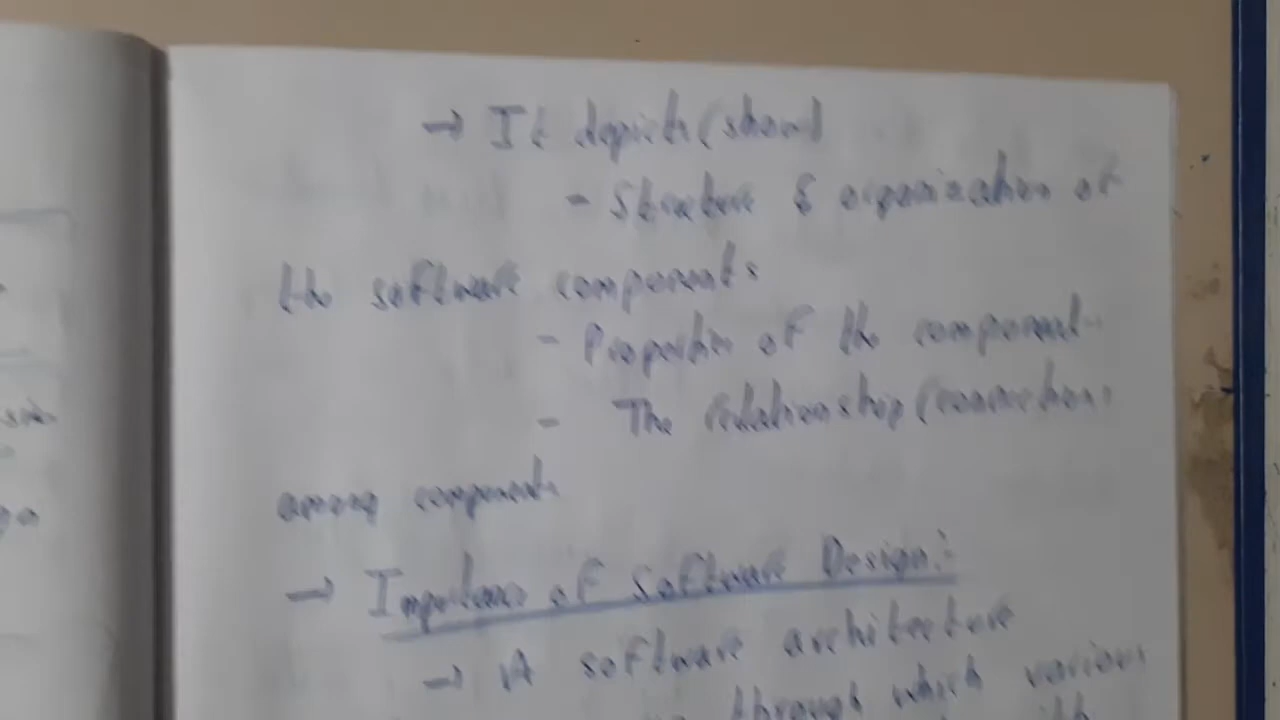 → It depicts (shows)
- Structure & organization of
the software components
- Properties of the components
- The relationship (connections)
among components
→ Importance of Software Design:-
→ A software architecture
through which various